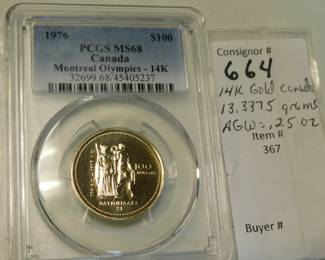 1976 $100
PCGS MS68
Canada
Montreal Olympics - 14K
32699.68/45405237
100
DOLLARS
Consignor #
664
14K Gold Canada
13.3375 grams
AGW= .25 oz
Item #
367
Buyer #